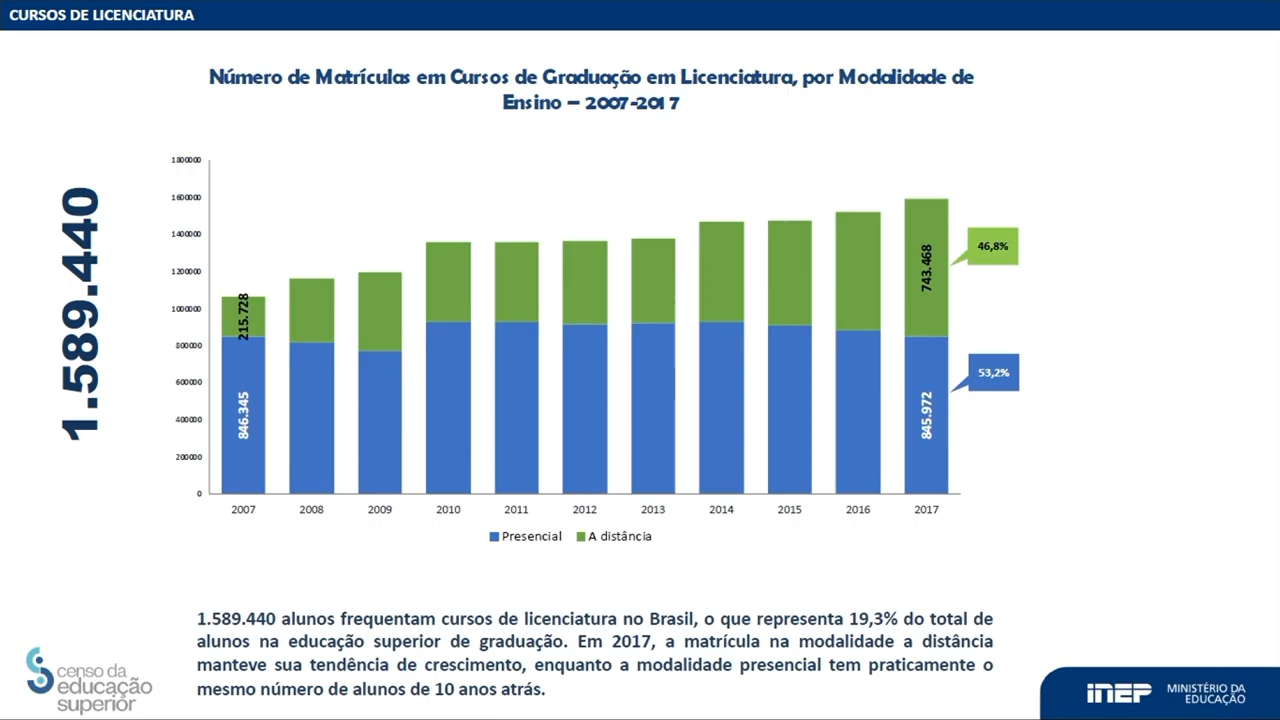 CURSOS DE LICENCIATURA
Número de Matrículas em Cursos de Graduação em Licenciatura, por Modalidade de
Ensino – 2007-2017
1.589.440
1800000
1600000
1400000
1200000
1000000
800000
600000
400000
200000
0
215.728
846.345
743.468
845.972
46,8%
53,2%
2007 2008 2009 2010 2011 2012 2013 2014 2015 2016 2017
Presencial A distância
1.589.440 alunos frequentam cursos de licenciatura no Brasil, o que representa 19,3% do total de
alunos na educação superior de graduação. Em 2017, a matrícula na modalidade a distância
manteve sua tendência de crescimento, enquanto a modalidade presencial tem praticamente o
mesmo número de alunos de 10 anos atrás.
censo da
educação
superior
INEP
MINISTÉRIO DA
EDUCAÇÃO